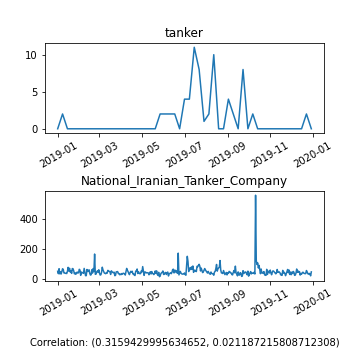 tanker
10
5
0
2019-01 2019-03 2019-05 2019-07 2019-09 2019-11 2020-01
National_Iranian_Tanker_Company
400
200
0
2019-01 2019-03 2019-05 2019-07 2019-09 2019-11 2020-01
Correlation: (0.3159429995634652, 0.021187215808712308)